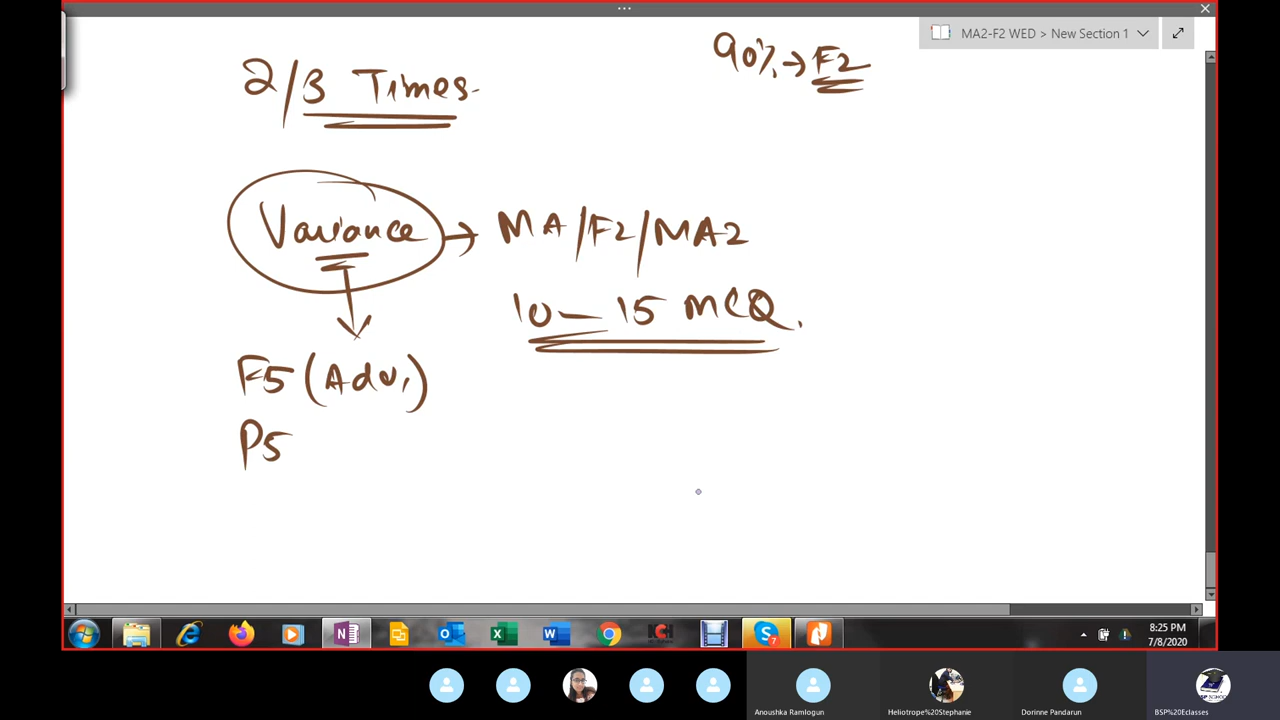 90% → F2
MA2-F2 WED > New Section 1
2/3 Times.
Variance → MA/F2/MA2
10 – 15 MCQ.
F5 (Adv.)
P5
8:25 PM
7/8/2020
Anoushka Ramlogun
Heliotrope%20Stephanie
Dorinne Pandarun
BSP%20Eclasses